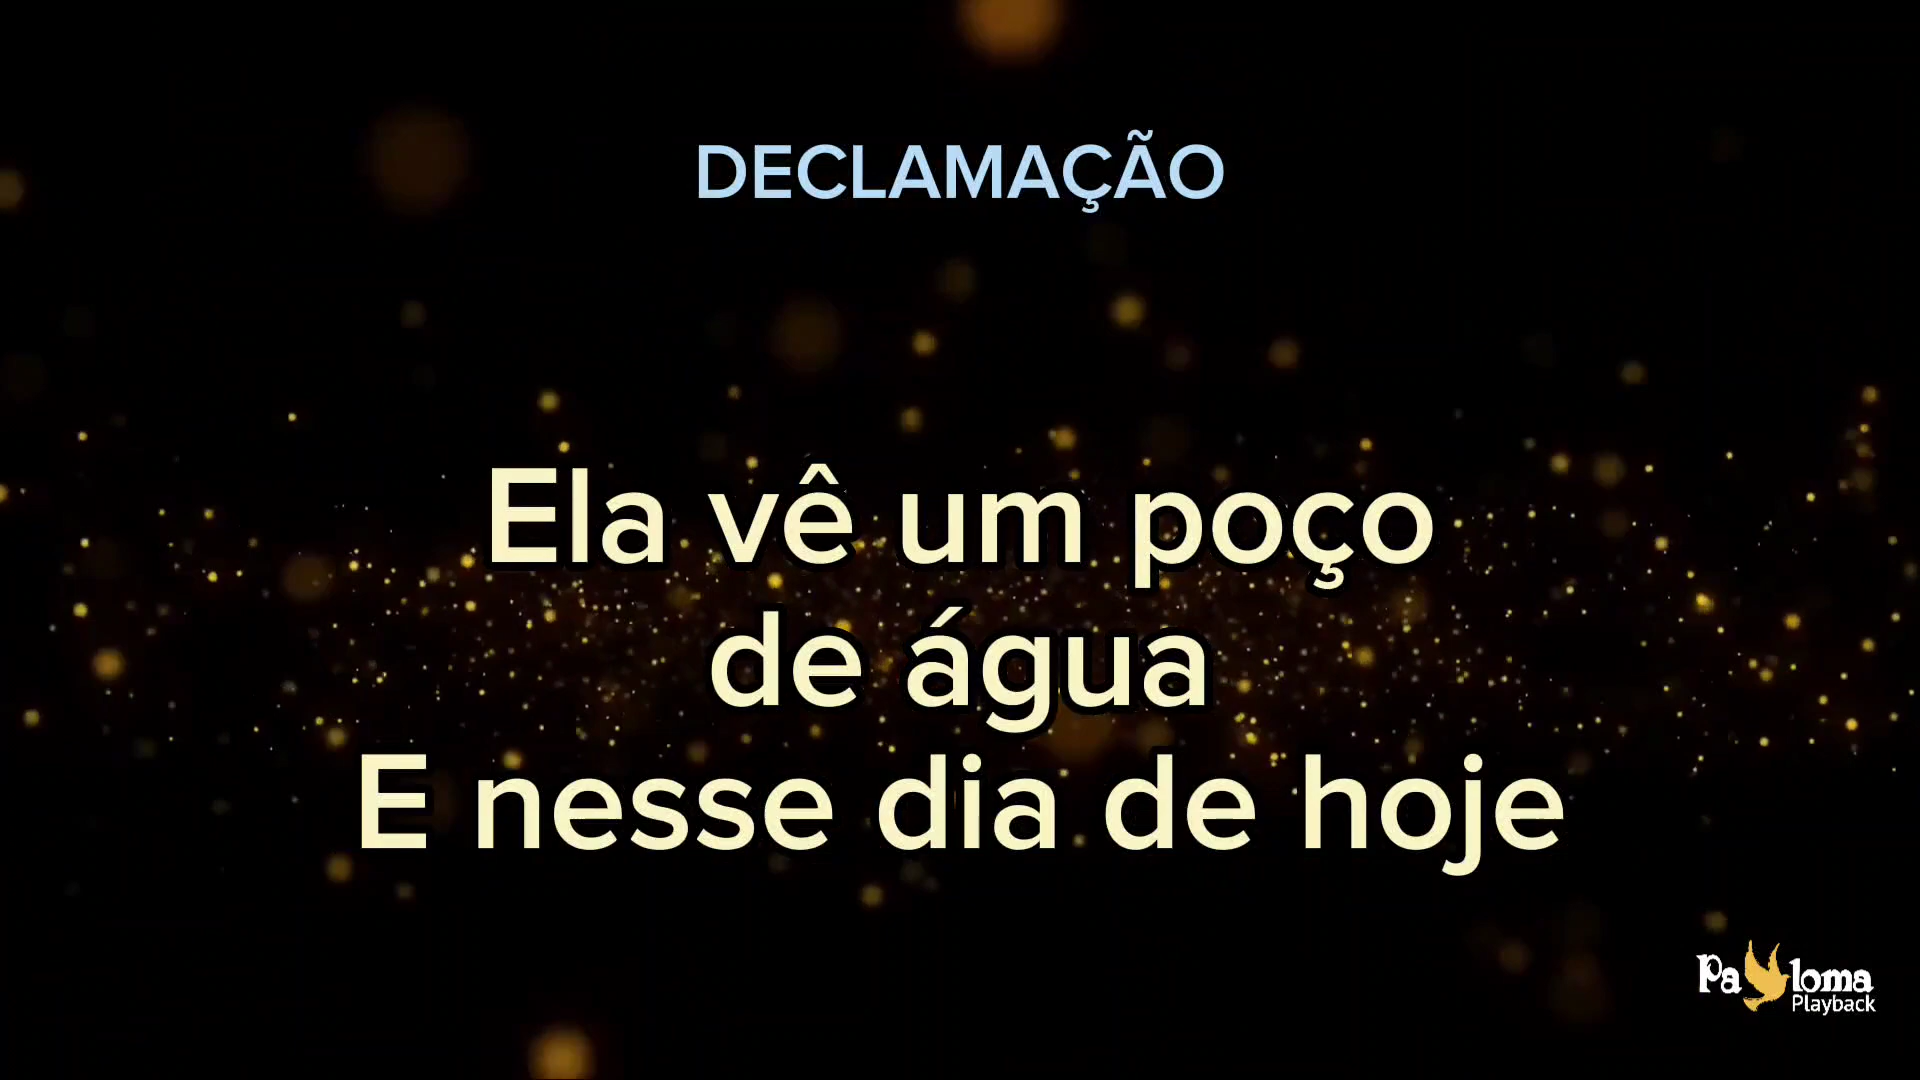 DECLAMAÇÃO
Ela vê um poço
de água
E nesse dia de hoje
Paloma
Playback